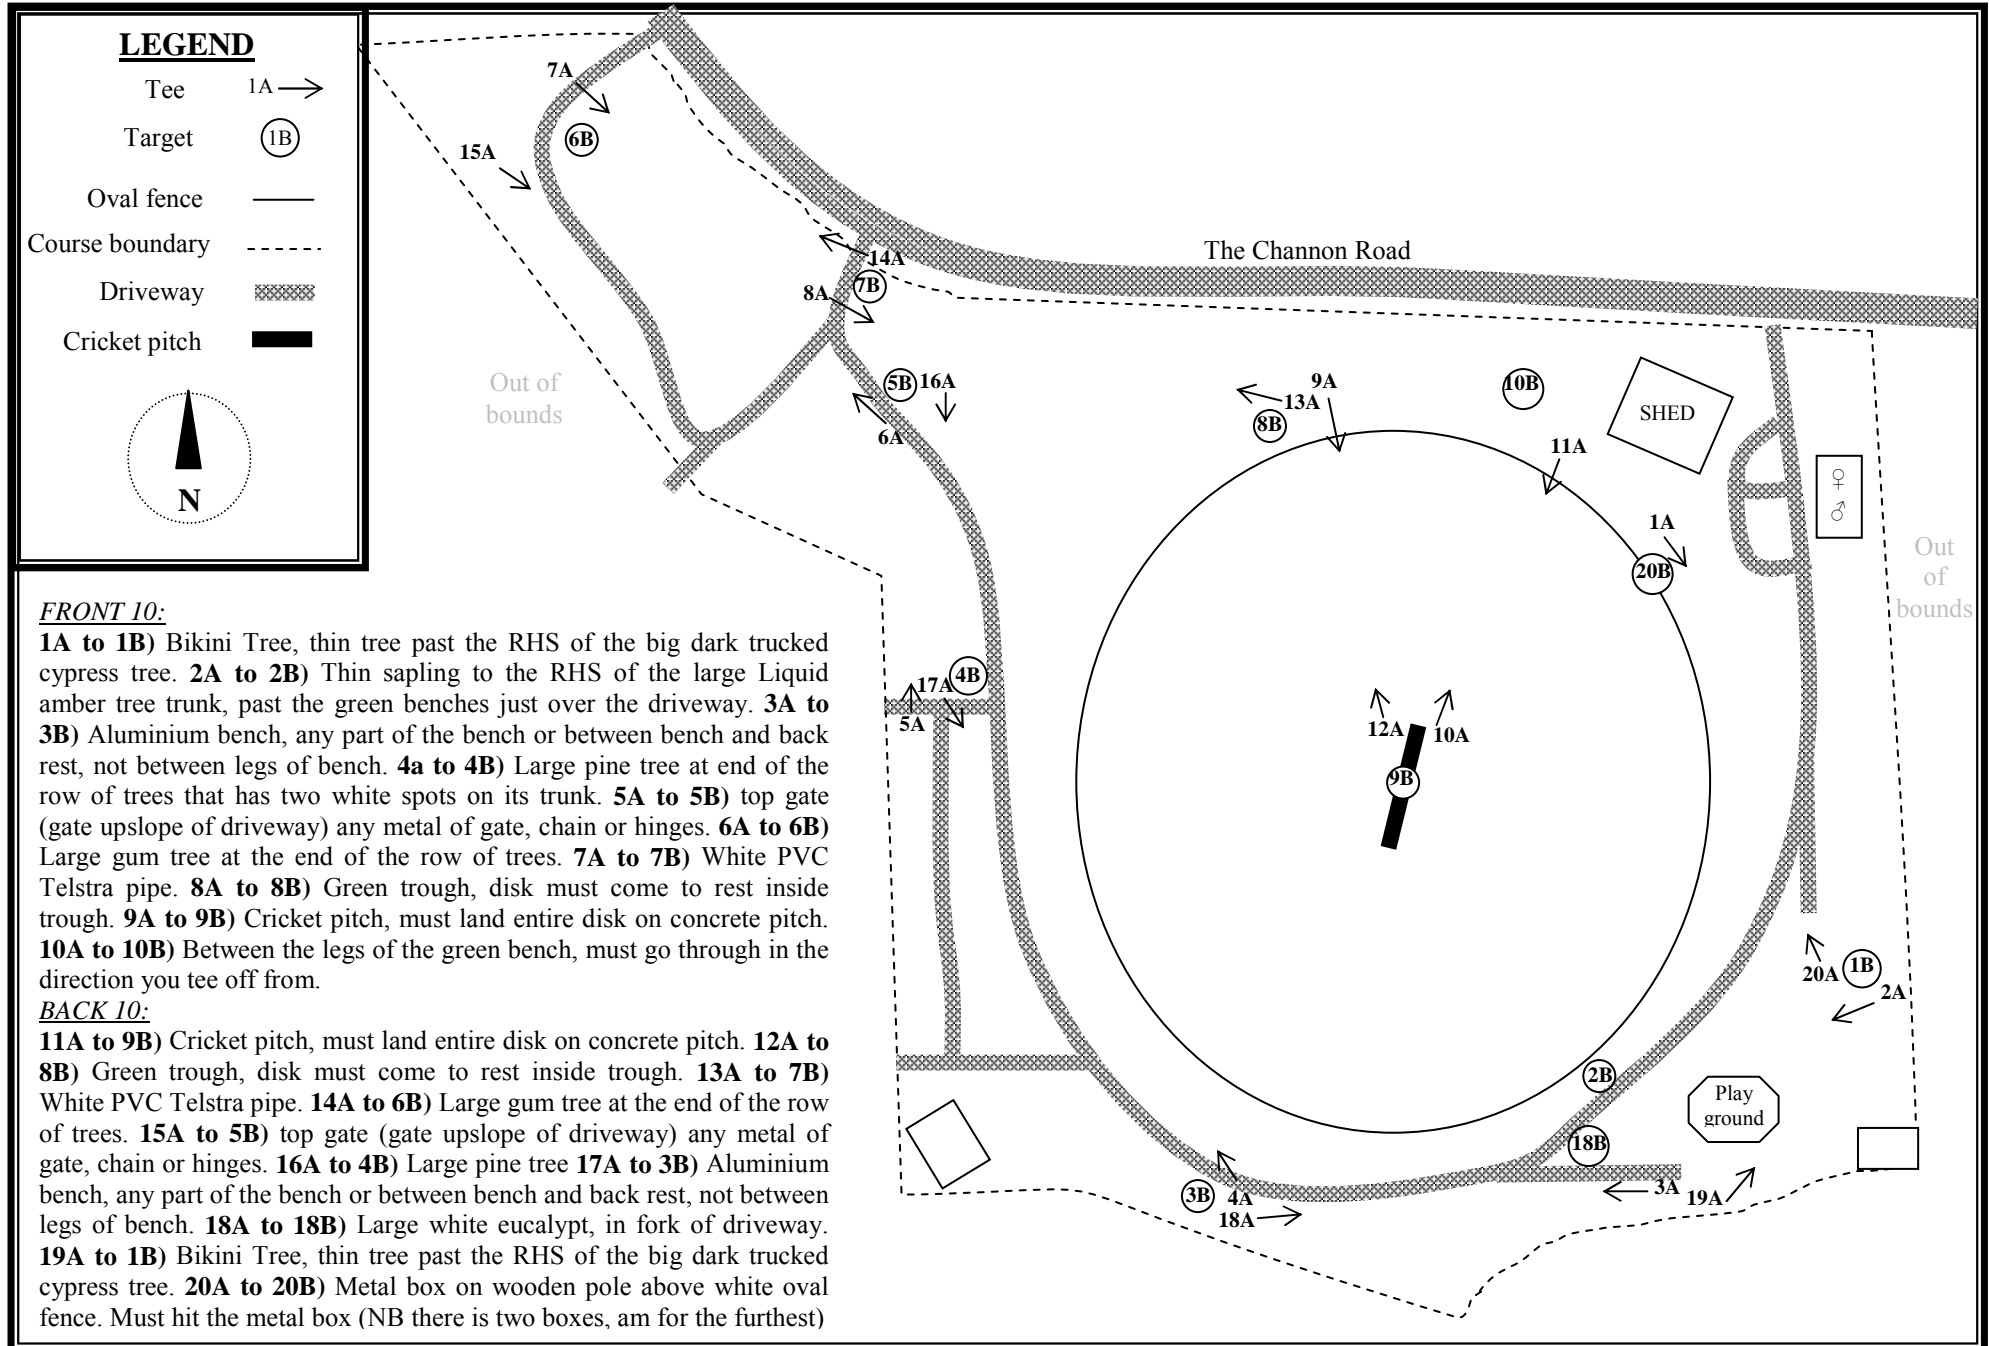 LEGEND
Tee 1A
Target 1B
Oval fence
Course boundary
Driveway
Cricket pitch
N
FRONT 10:
1A to 1B) Bikini Tree, thin tree past the RHS of the big dark trucked
cypress tree. 2A to 2B) Thin sapling to the RHS of the large Liquid
amber tree trunk, past the green benches just over the driveway. 3A to
3B) Aluminium bench, any part of the bench or between bench and back
rest, not between legs of bench. 4a to 4B) Large pine tree at end of the
row of trees that has two white spots on its trunk. 5A to 5B) top gate
(gate upslope of driveway) any metal of gate, chain or hinges. 6A to 6B)
Large gum tree at the end of the row of trees. 7A to 7B) White PVC
Telstra pipe. 8A to 8B) Green trough, disk must come to rest inside
trough. 9A to 9B) Cricket pitch, must land entire disk on concrete pitch.
10A to 10B) Between the legs of the green bench, must go through in the
direction you tee off from.
BACK 10:
11A to 9B) Cricket pitch, must land entire disk on concrete pitch. 12A to
8B) Green trough, disk must come to rest inside trough. 13A to 7B)
White PVC Telstra pipe. 14A to 6B) Large gum tree at the end of the row
of trees. 15A to 5B) top gate (gate upslope of driveway) any metal of
gate, chain or hinges. 16A to 4B) Large pine tree 17A to 3B) Aluminium
bench, any part of the bench or between bench and back rest, not between
legs of bench. 18A to 18B) Large white eucalypt, in fork of driveway.
19A to 1B) Bikini Tree, thin tree past the RHS of the big dark trucked
cypress tree. 20A to 20B) Metal box on wooden pole above white oval
fence. Must hit the metal box (NB there is two boxes, am for the furthest)
7A
6B
15A
14A
7B
8A
The Channon Road
Out of
bounds
5B 16A
6A
9A
13A
8B
10B
SHED
11A
♀
♂
1A
20B
Out
of
bounds
4B
17A
5A
12A
10A
9B
20A
1B
2A
2B
Play
ground
18B
3B
4A
18A
3A
19A